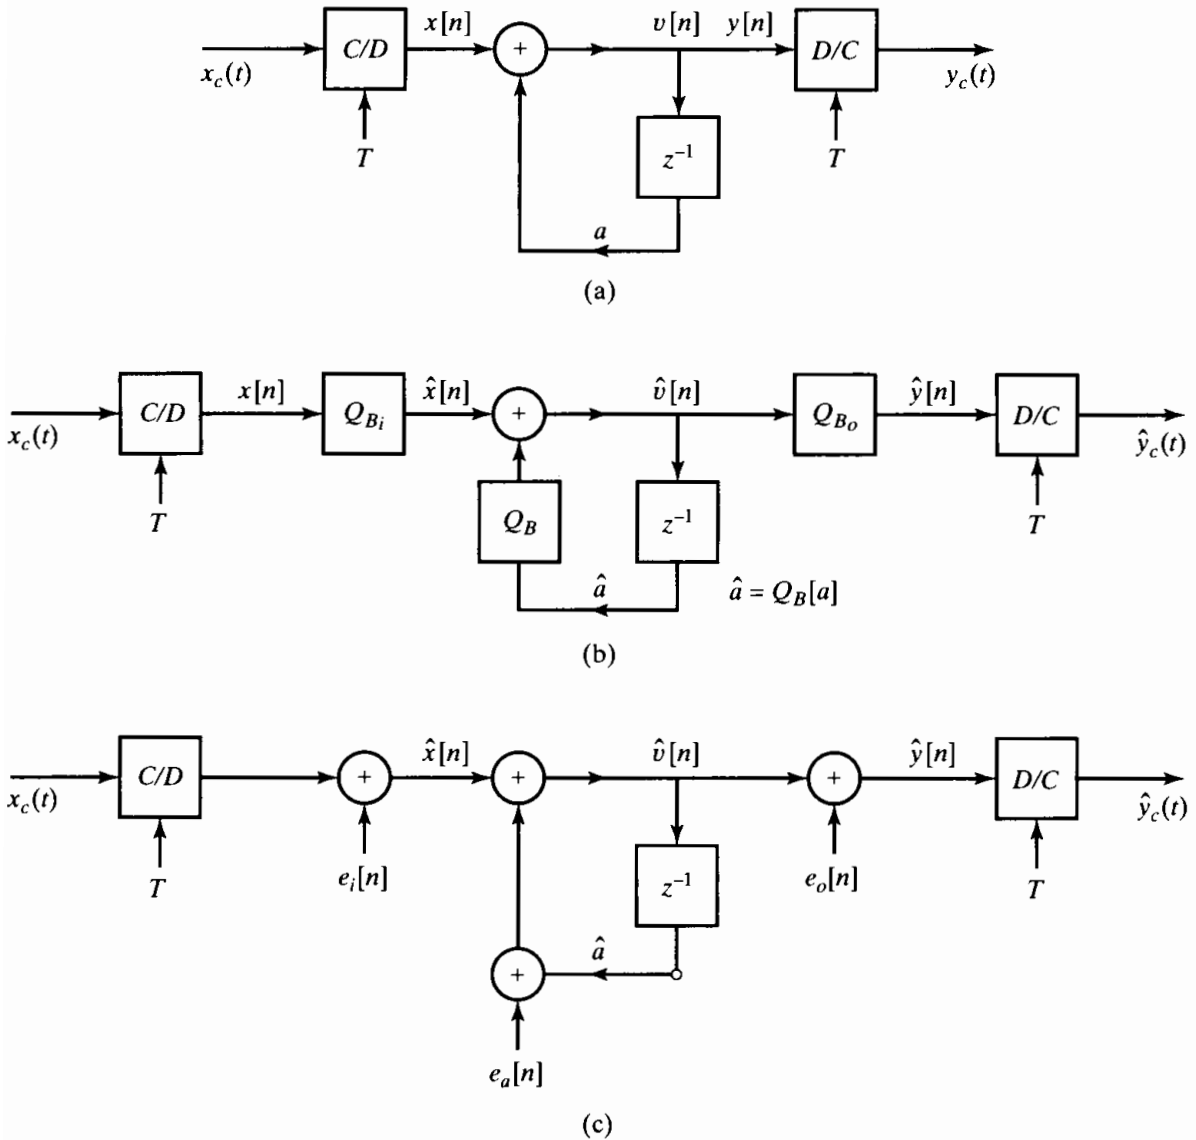 x[n] v[n] y[n]
C/D + D/C
x_c(t) y_c(t)
T z⁻¹ T
a
(a)
x[n] x̂[n] v̂[n] ŷ[n]
C/D Q_{B_i} + Q_{B_o} D/C
x_c(t) ŷ_c(t)
T Q_B z⁻¹ T
â â = Q_B[a]
(b)
x̂[n] v̂[n] ŷ[n]
C/D + + + D/C
x_c(t) ŷ_c(t)
T e_i[n] z⁻¹ e_o[n] T
â
+
e_a[n]
(c)